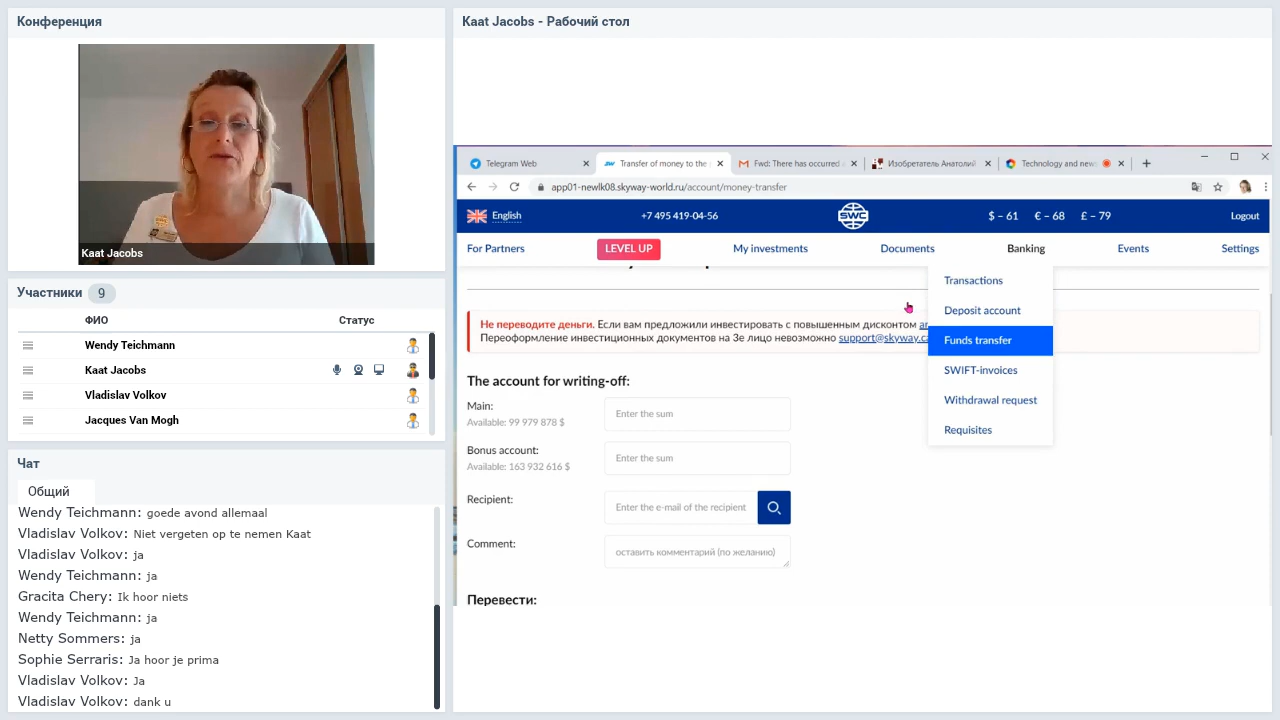 Конференция
Kaat Jacobs
Участники 9
ФИО Статус
Wendy Teichmann
Kaat Jacobs
Vladislav Volkov
Jacques Van Mogh
Чат
Общий
Wendy Teichmann: goede avond allemaal
Vladislav Volkov: Niet vergeten op te nemen Kaat
Vladislav Volkov: ja
Wendy Teichmann: ja
Gracita Chery: Ik hoor niets
Wendy Teichmann: ja
Netty Sommers: ja
Sophie Serraris: Ja hoor je prima
Vladislav Volkov: Ja
Vladislav Volkov: dank u
Kaat Jacobs - Рабочий стол
Telegram Web
Transfer of money to the
Fwd: There has occurred
Изобретатель Анатолий
Technology and new
app01-newlk08.skyway-world.ru/account/money-transfer
English +7 495 419-04-56 SWC $ – 61 € – 68 £ – 79 Logout
For Partners LEVEL UP My investments Documents Banking Events Settings
Transactions
Deposit account
Funds transfer
SWIFT-invoices
Withdrawal request
Requisites
Не переводите деньги. Если вам предложили инвестировать с повышенным дисконтом
Переоформление инвестиционных документов на 3е лицо невозможно support@skyway.ca
The account for writing-off:
Main: Enter the sum
Available: 99 979 878 $
Bonus account: Enter the sum
Available: 163 932 616 $
Recipient: Enter the e-mail of the recipient
Comment: оставить комментарий (по желанию)
Перевести: